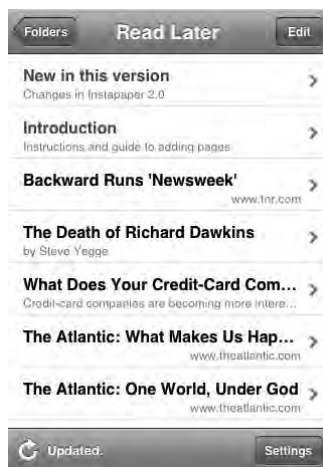 Folders
Read Later
Edit
New in this version
Changes in Instapaper 2.0
Introduction
Instructions and guide to adding pages
Backward Runs 'Newsweek'
www.tnr.com
The Death of Richard Dawkins
by Steve Yegge
What Does Your Credit-Card Com...
Credit-card companies are becoming more intere...
The Atlantic: What Makes Us Hap...
www.theatlantic.com
The Atlantic: One World, Under God
www.theatlantic.com
Updated.
Settings